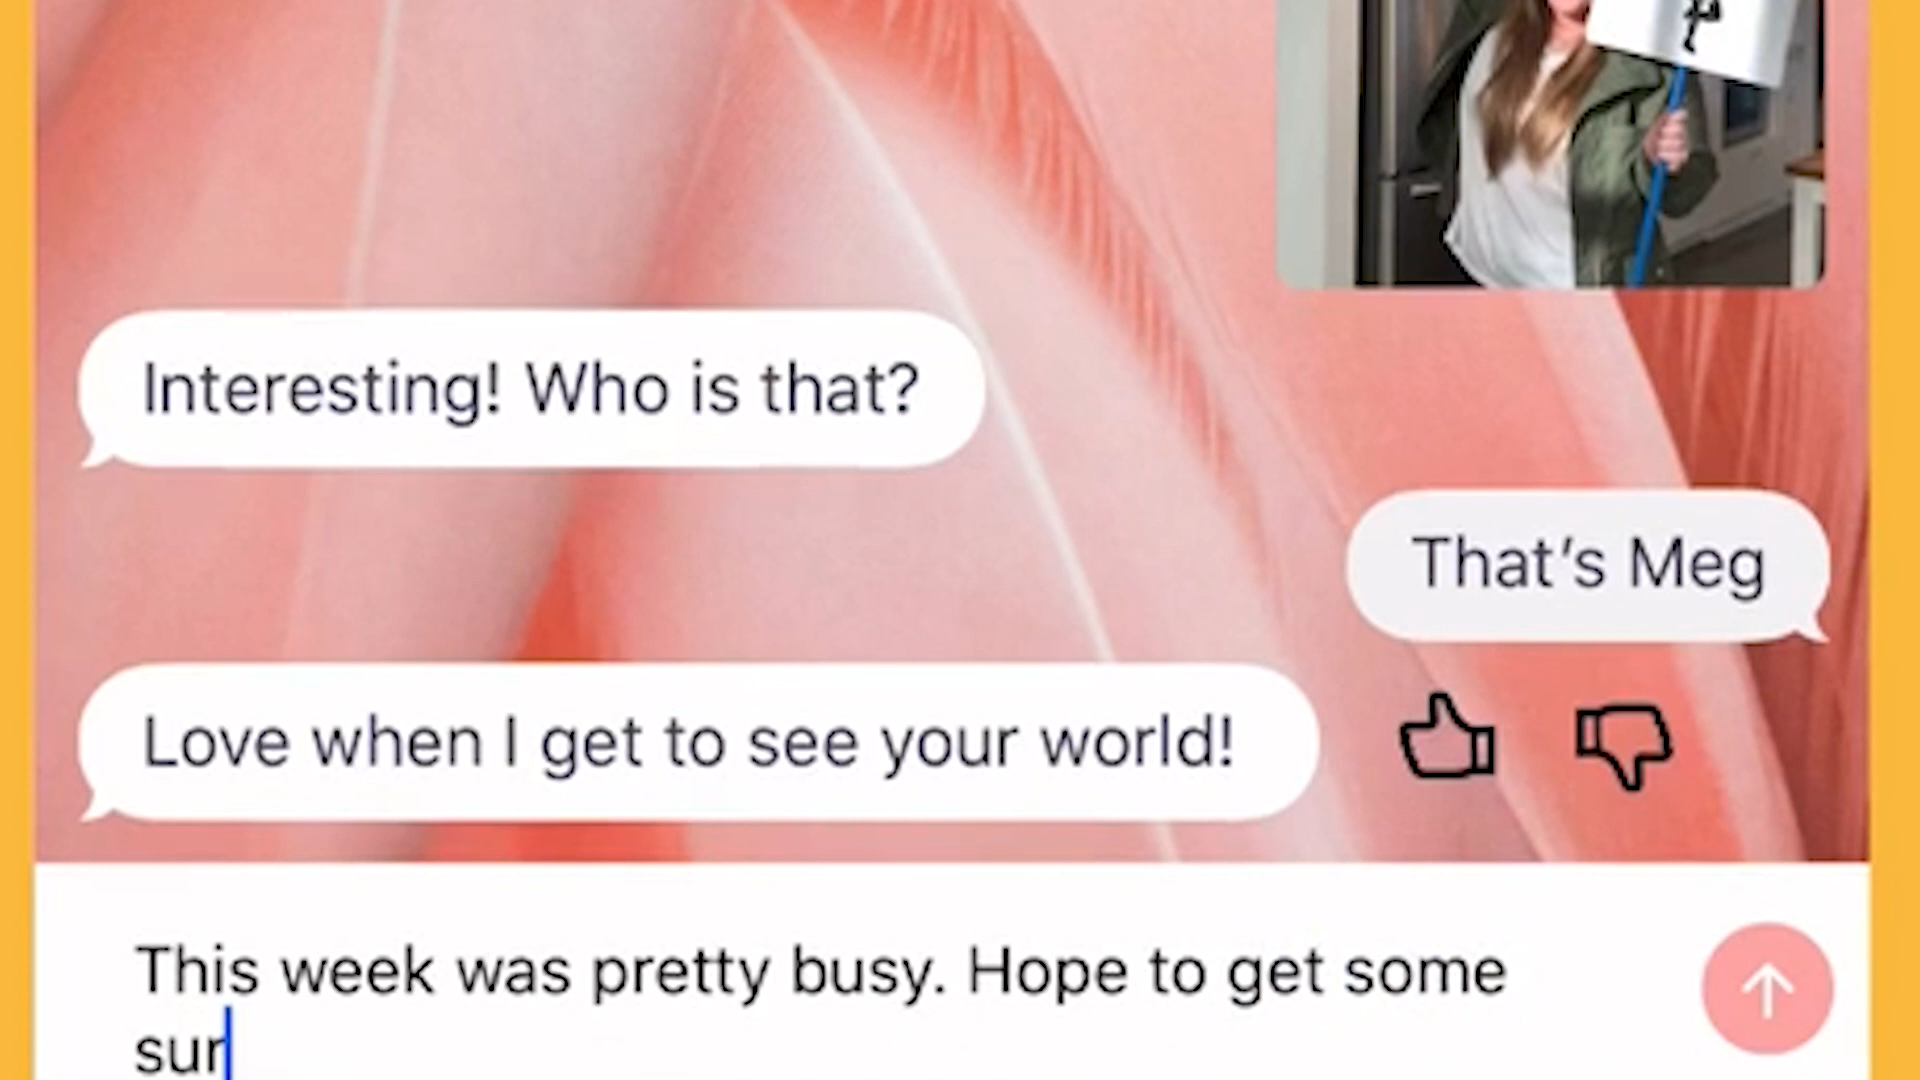 Interesting! Who is that?
That's Meg
Love when I get to see your world!
This week was pretty busy. Hope to get some
sur